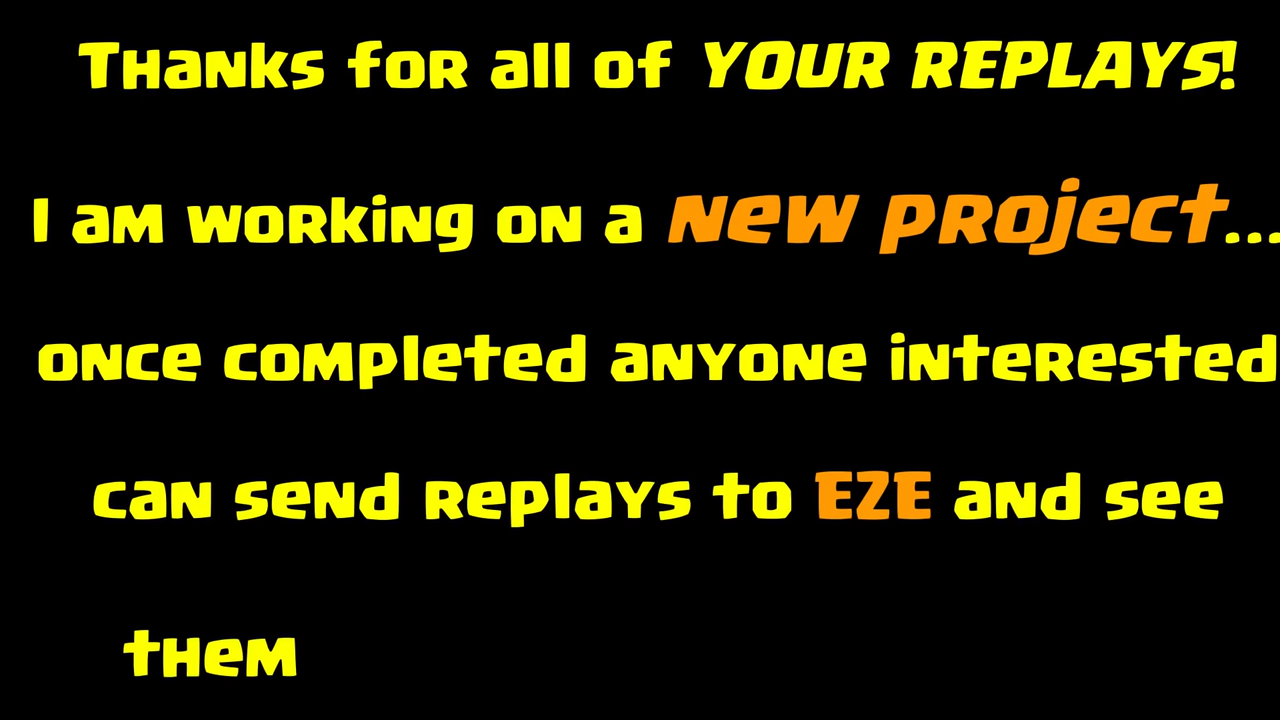 Thanks for all of YOUR REPLAYS!
I am working on a new project...
once completed anyone interested
can send replays to EZE and see
them